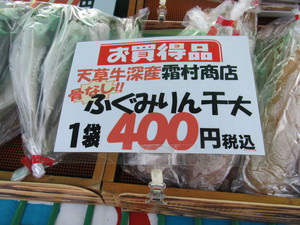 お買得品
天草牛深産霜村商店
骨なし!!
ふぐみりん干大
1袋400円税込